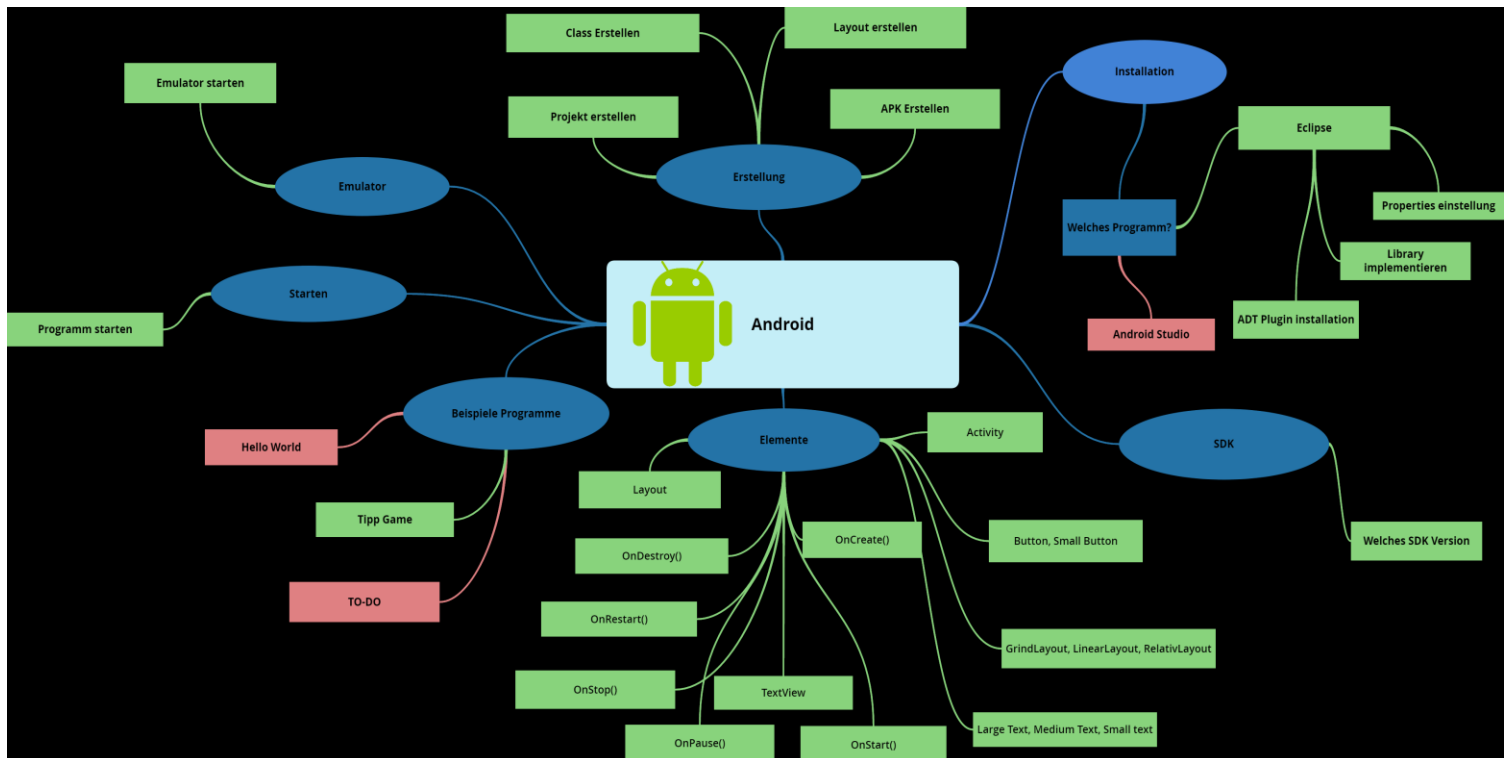 Class Erstellen
Layout erstellen
Installation
Emulator starten
Projekt erstellen
APK Erstellen
Eclipse
Erstellung
Emulator
Properties einstellung
Welches Programm?
Library
implementieren
Starten
ADT Plugin installation
Programm starten
Android
Android Studio
Beispiele Programme
Hello World
Elemente
Activity
SDK
Layout
Tipp Game
OnCreate()
Button, Small Button
Welches SDK Version
OnDestroy()
TO-DO
OnRestart()
GrindLayout, LinearLayout, RelativLayout
OnStop()
TextView
Large Text, Medium Text, Small text
OnPause()
OnStart()